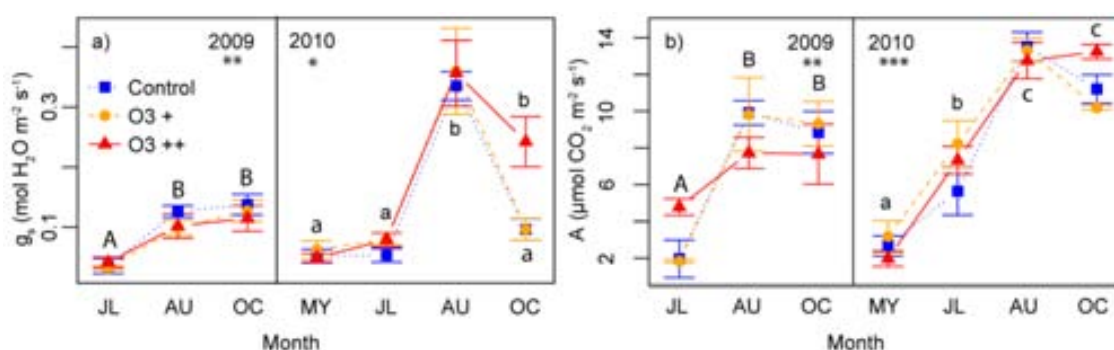 a) 2009 2010
** *
Control
O3 +
O3 ++
A B B a a b b a
0.1 0.3
gs (mol H2O m-2 s-1)
JL AU OC MY JL AU OC
Month
b) 2009 2010
** ***
A B B a b c c
2 6 10 14
A (µmol CO2 m-2 s-1)
JL AU OC MY JL AU OC
Month